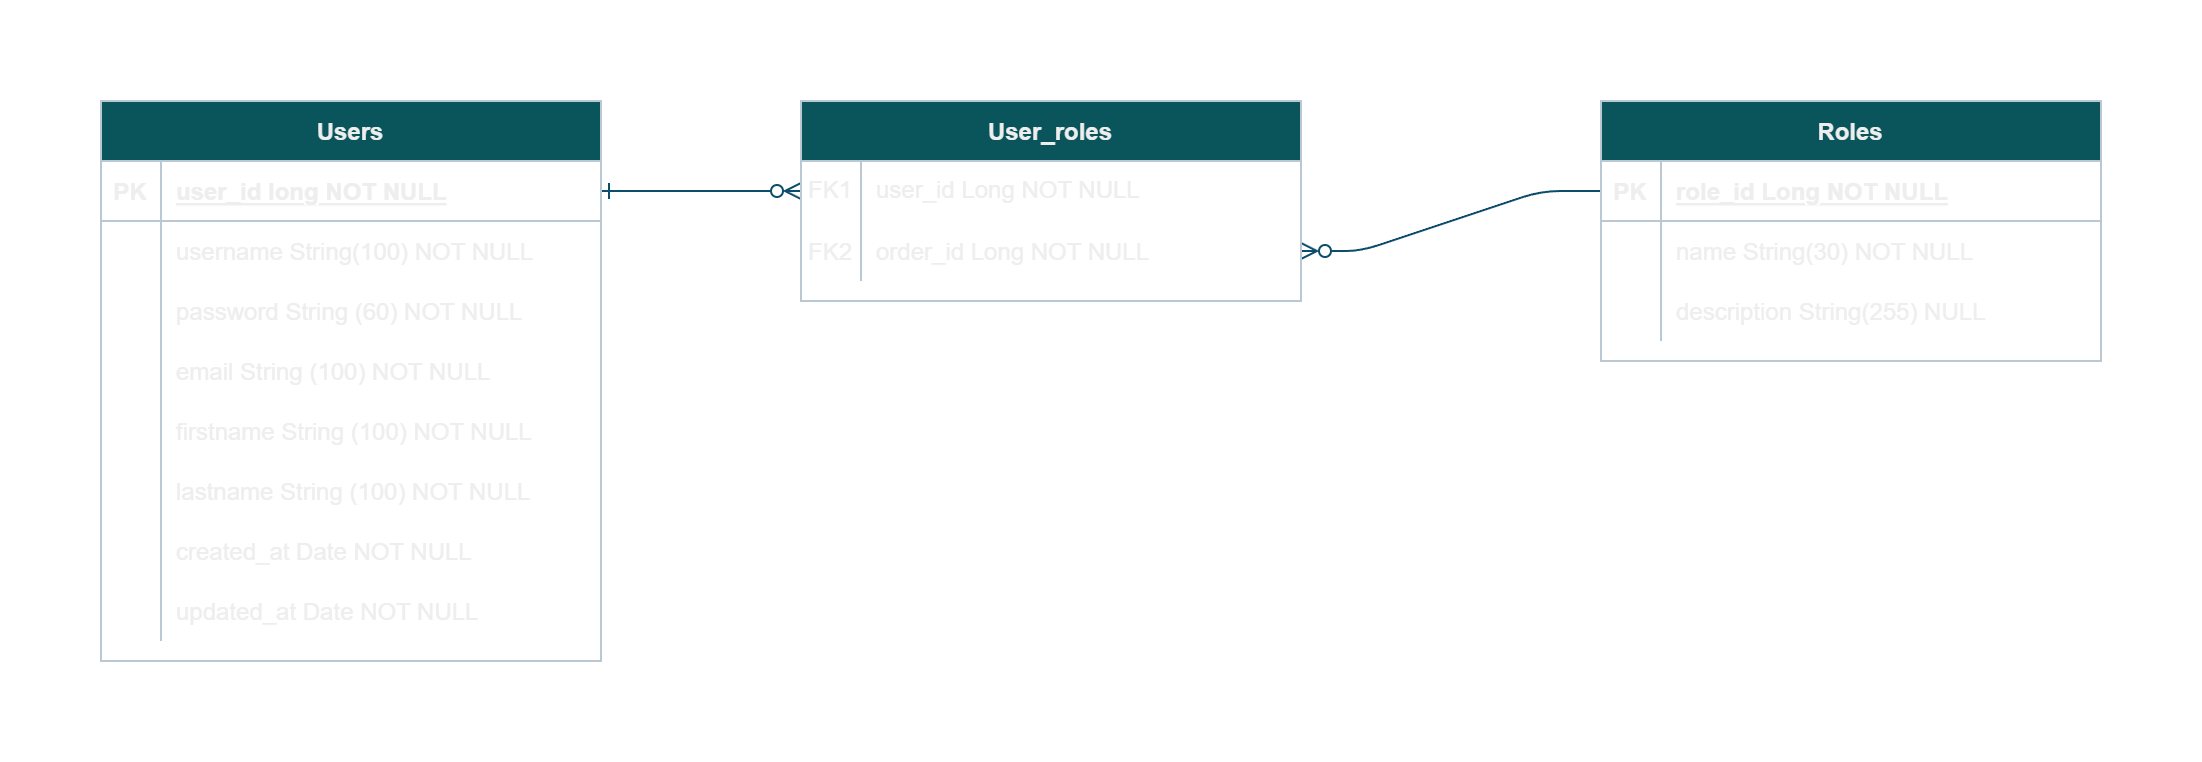 Users
PK
user_id long NOT NULL
username String(100) NOT NULL
password String (60) NOT NULL
email String (100) NOT NULL
firstname String (100) NOT NULL
lastname String (100) NOT NULL
created_at Date NOT NULL
updated_at Date NOT NULL
User_roles
FK1
user_id Long NOT NULL
FK2
order_id Long NOT NULL
Roles
PK
role_id Long NOT NULL
name String(30) NOT NULL
description String(255) NULL